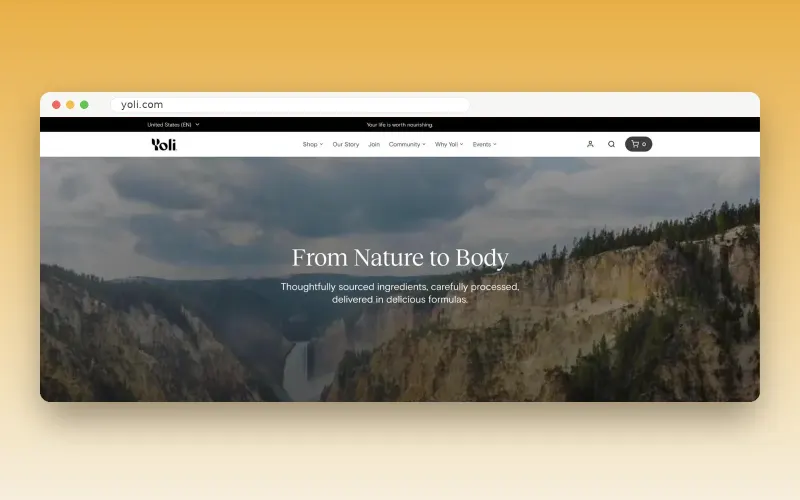 yoli.com
United States (EN)
Your life is worth nourishing.
Yoli
Shop
Our Story
Join
Community
Why Yoli
Events
0
From Nature to Body
Thoughtfully sourced ingredients, carefully processed,
delivered in delicious formulas.